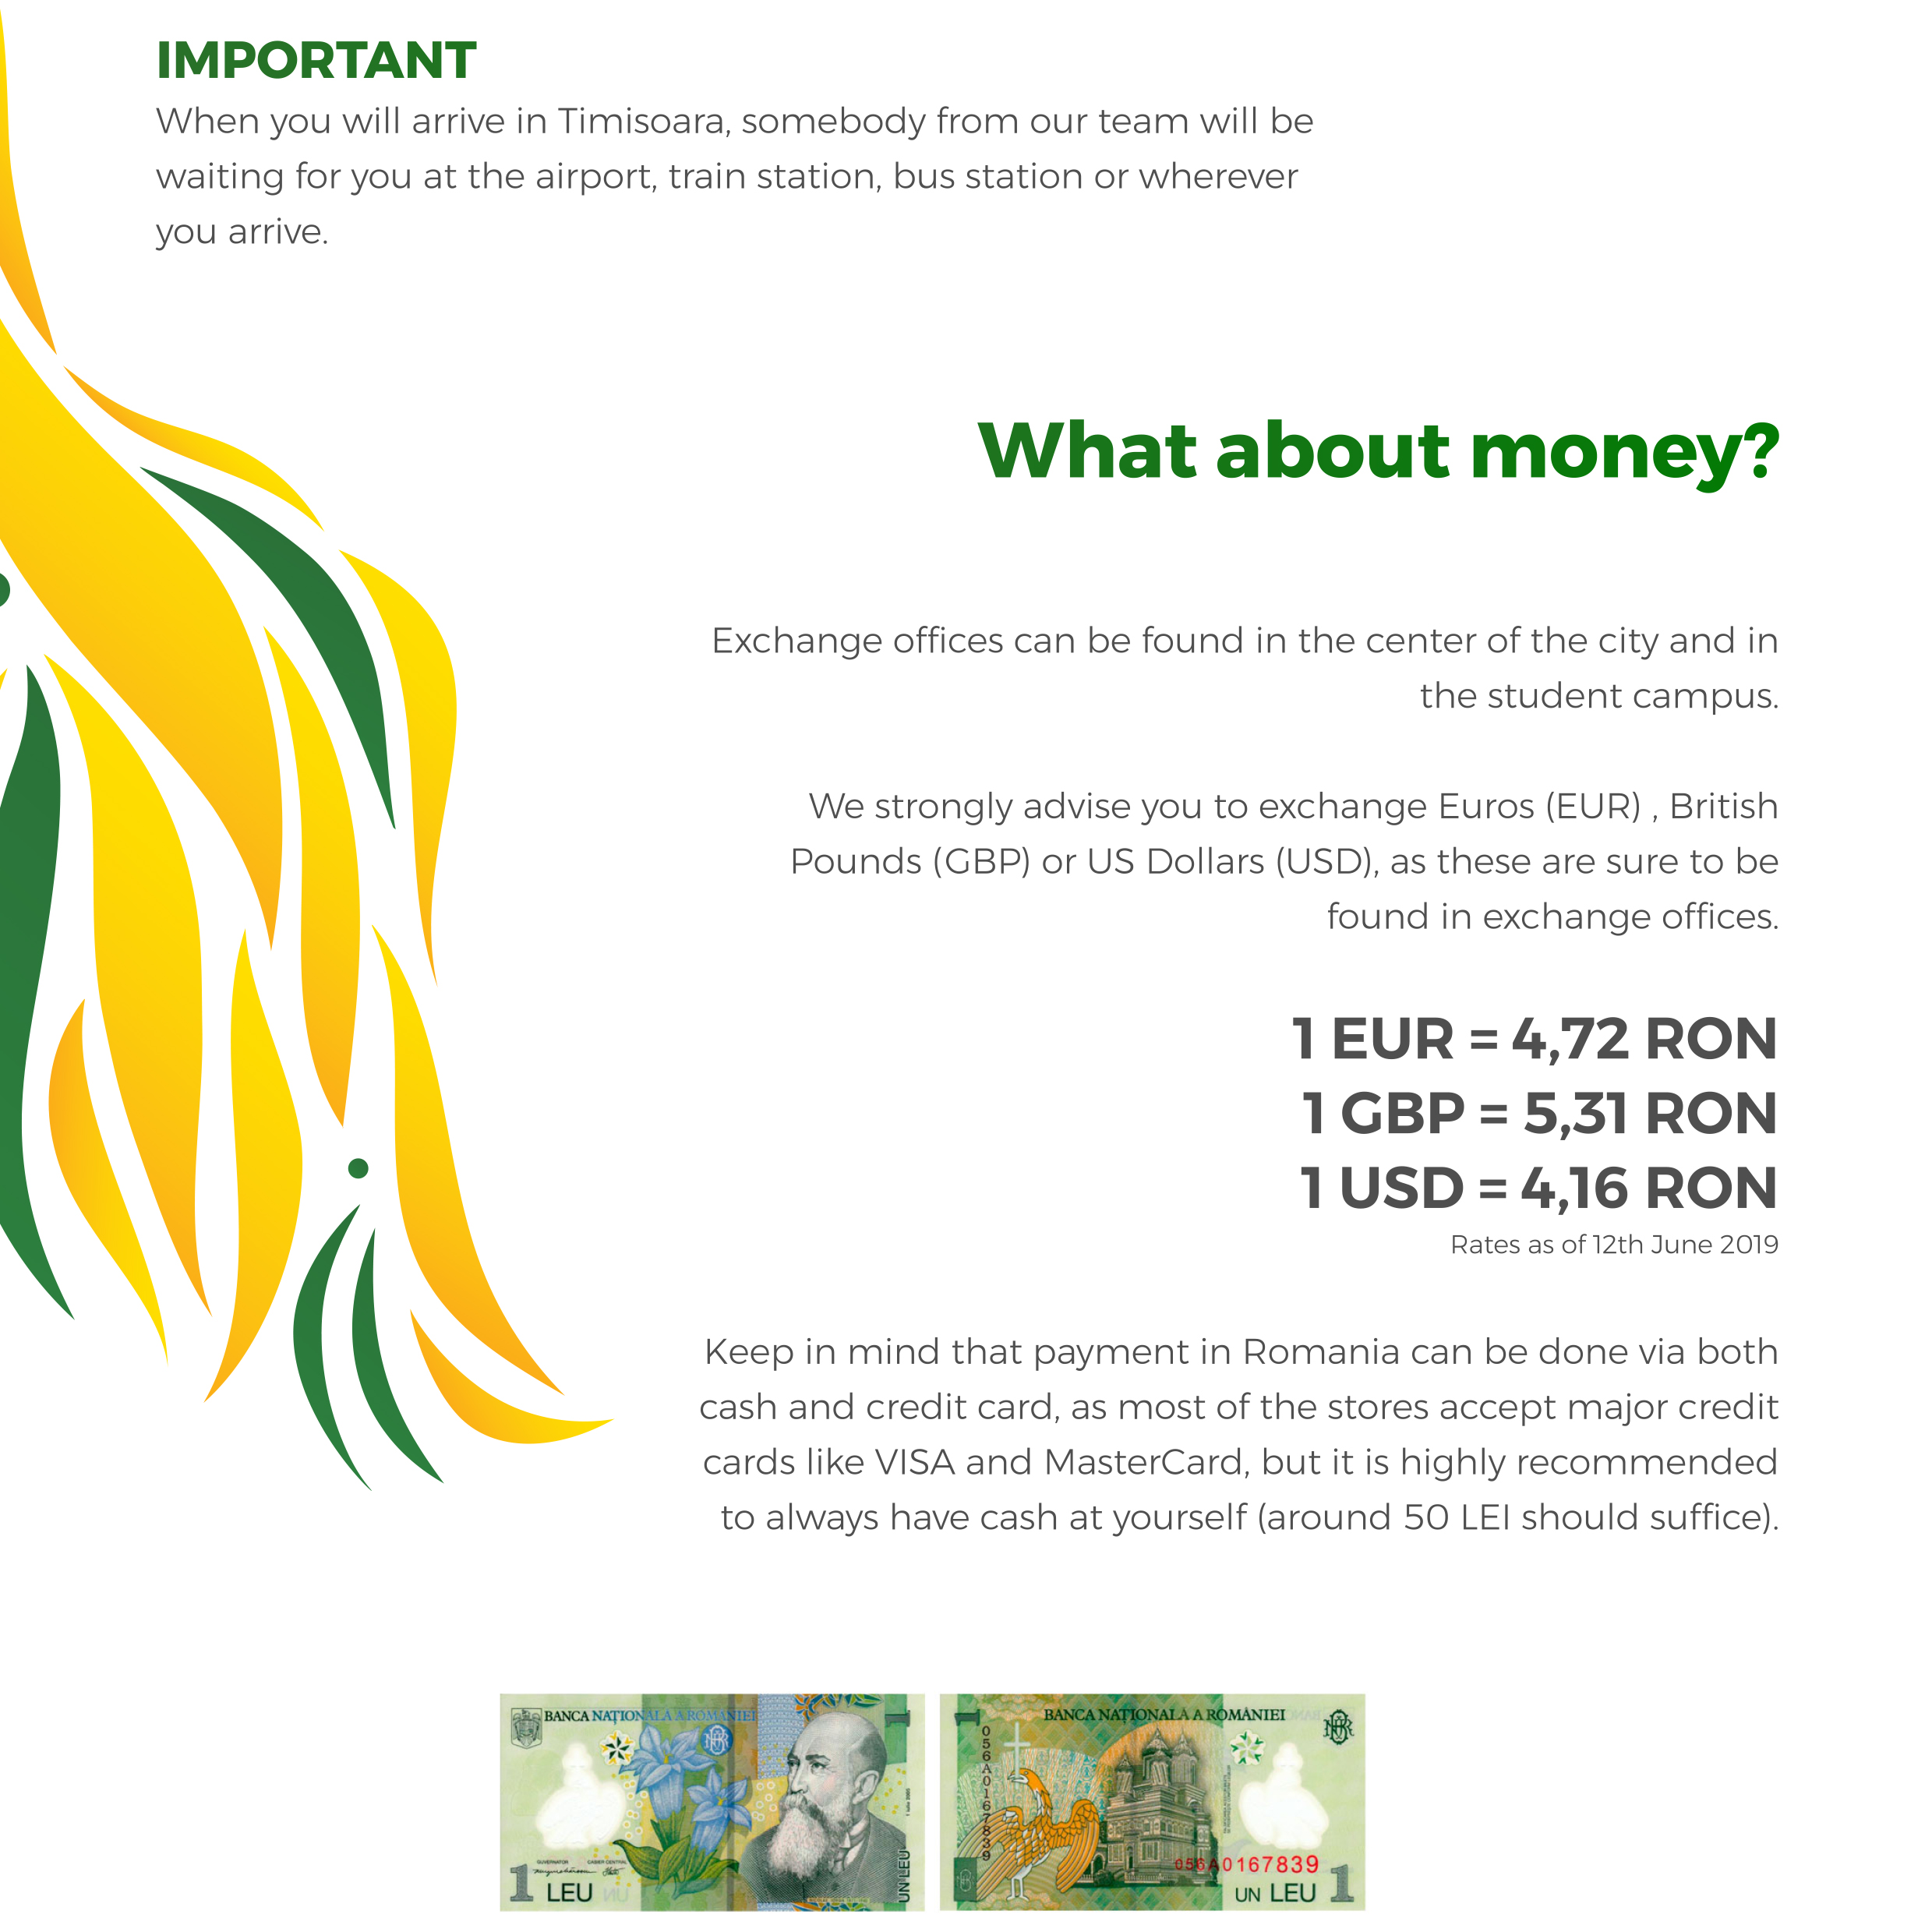 IMPORTANT
When you will arrive in Timisoara, somebody from our team will be
waiting for you at the airport, train station, bus station or wherever
you arrive.
What about money?
Exchange offices can be found in the center of the city and in
the student campus.
We strongly advise you to exchange Euros (EUR) , British
Pounds (GBP) or US Dollars (USD), as these are sure to be
found in exchange offices.
1 EUR = 4,72 RON
1 GBP = 5,31 RON
1 USD = 4,16 RON
Rates as of 12th June 2019
Keep in mind that payment in Romania can be done via both
cash and credit card, as most of the stores accept major credit
cards like VISA and MasterCard, but it is highly recommended
to always have cash at yourself (around 50 LEI should suffice).
BANCA NAȚIONALĂ A ROMÂNIEI
1
GUVERNATOR
CASIER CENTRAL
1 LEU
UN LEU
BANCA NAȚIONALĂ A ROMÂNIEI
1
056A0167839
056A0167839
UN LEU 1